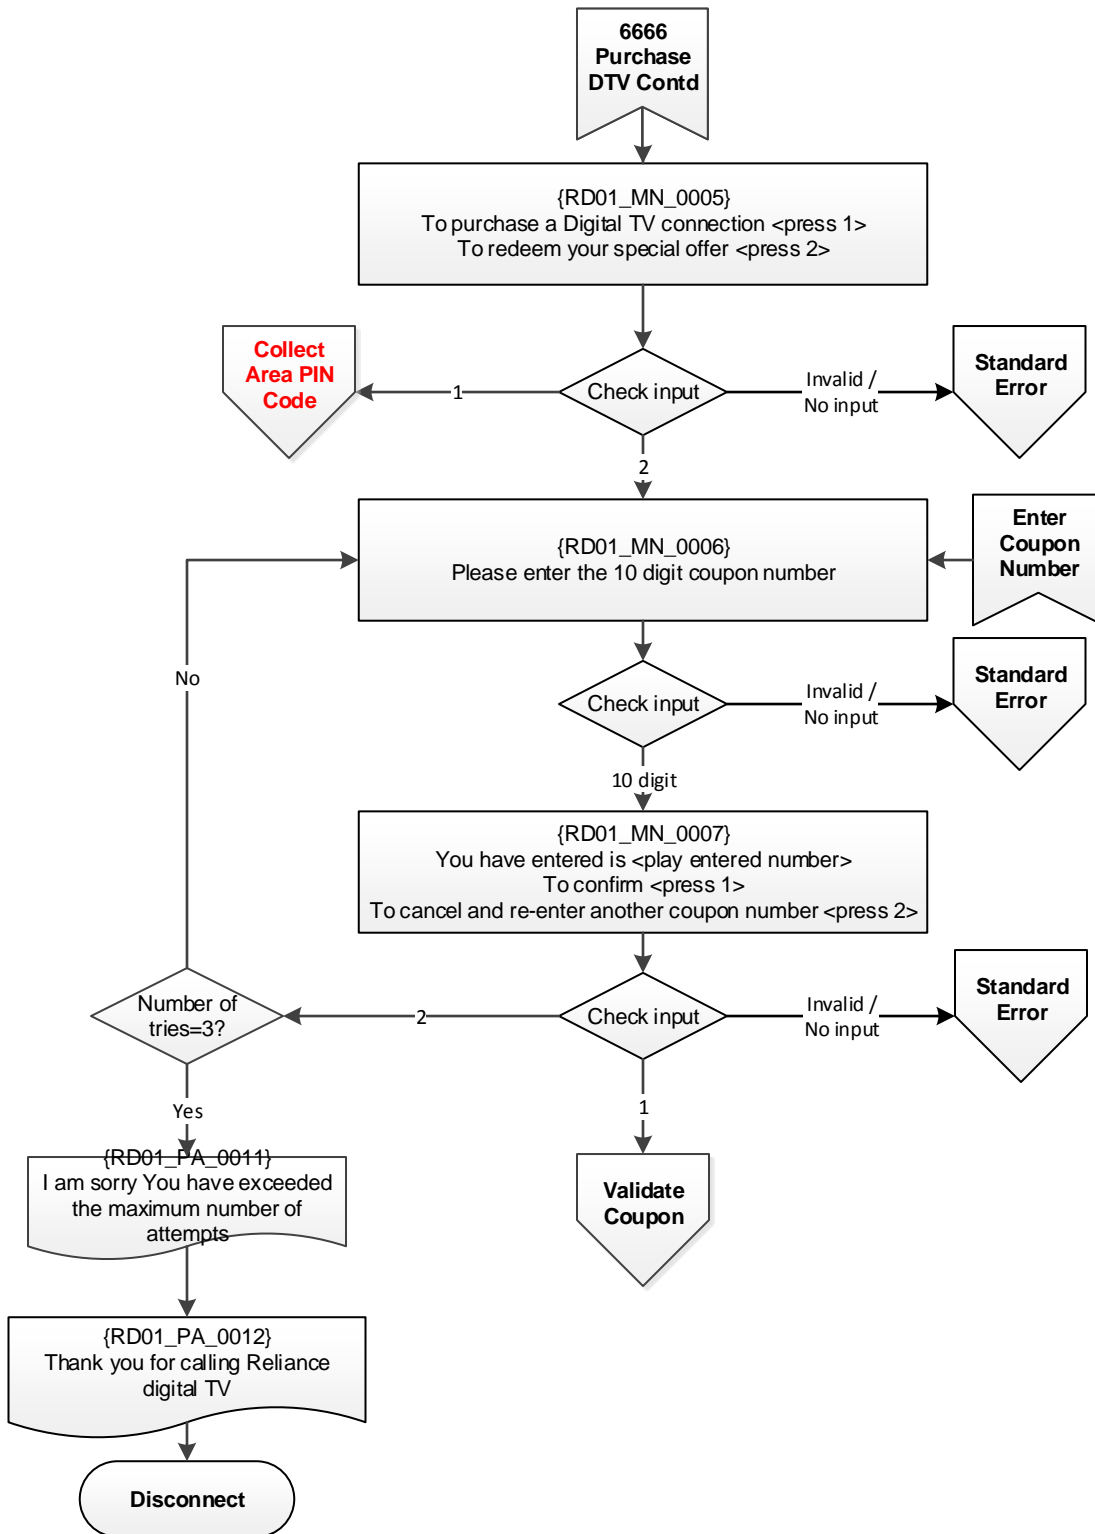 6666
Purchase
DTV Contd
{RD01_MN_0005}
To purchase a Digital TV connection <press 1>
To redeem your special offer <press 2>
Collect
Area PIN
Code
1
Check input
Invalid /
No input
Standard
Error
2
{RD01_MN_0006}
Please enter the 10 digit coupon number
Enter
Coupon
Number
No
Check input
Invalid /
No input
Standard
Error
10 digit
{RD01_MN_0007}
You have entered is <play entered number>
To confirm <press 1>
To cancel and re-enter another coupon number <press 2>
Number of
tries=3?
2
Check input
Invalid /
No input
Standard
Error
Yes
1
{RD01_PA_0011}
I am sorry You have exceeded
the maximum number of
attempts
Validate
Coupon
{RD01_PA_0012}
Thank you for calling Reliance
digital TV
Disconnect